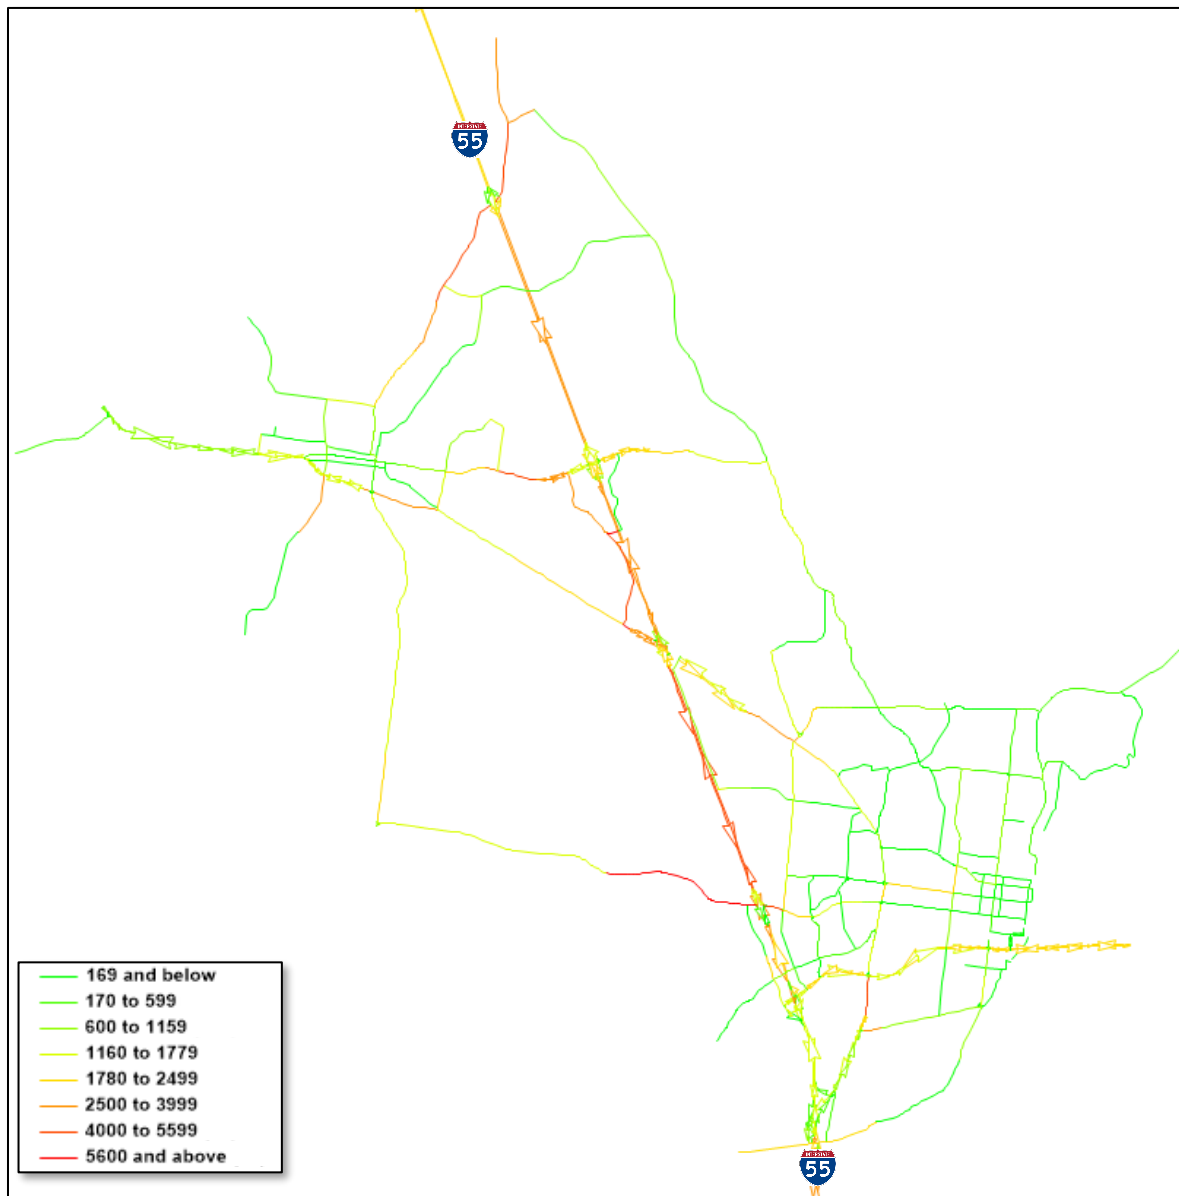 55
169 and below
170 to 599
600 to 1159
1160 to 1779
1780 to 2499
2500 to 3999
4000 to 5599
5600 and above
55